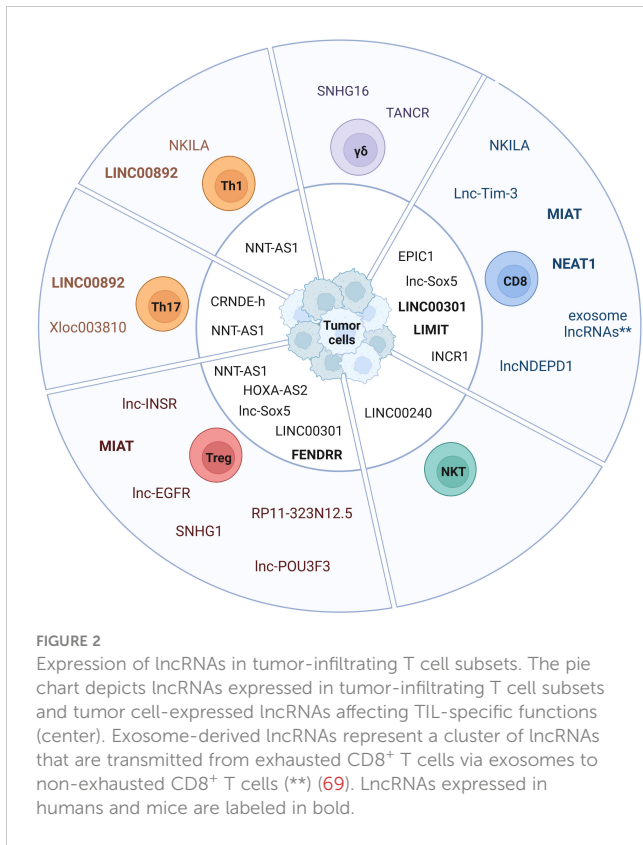 SNHG16
TANCR
γδ
NKILA
LINC00892
Th1
NKILA
Lnc-Tim-3
MIAT
NEAT1
CD8
exosome
lncRNAs**
lncNDEPD1
NNT-AS1
EPIC1
lnc-Sox5
LINC00301
LIMIT
INCR1
CRNDE-h
NNT-AS1
Tumor
cells
LINC00892
Th17
Xloc003810
NNT-AS1
HOXA-AS2
lnc-Sox5
LINC00301
FENDRR
LINC00240
NKT
lnc-INSR
MIAT
Treg
lnc-EGFR
SNHG1
RP11-323N12.5
lnc-POU3F3
FIGURE 2
Expression of lncRNAs in tumor-infiltrating T cell subsets. The pie
chart depicts lncRNAs expressed in tumor-infiltrating T cell subsets
and tumor cell-expressed lncRNAs affecting TIL-specific functions
(center). Exosome-derived lncRNAs represent a cluster of lncRNAs
that are transmitted from exhausted CD8⁺ T cells via exosomes to
non-exhausted CD8⁺ T cells (**) (69). LncRNAs expressed in
humans and mice are labeled in bold.